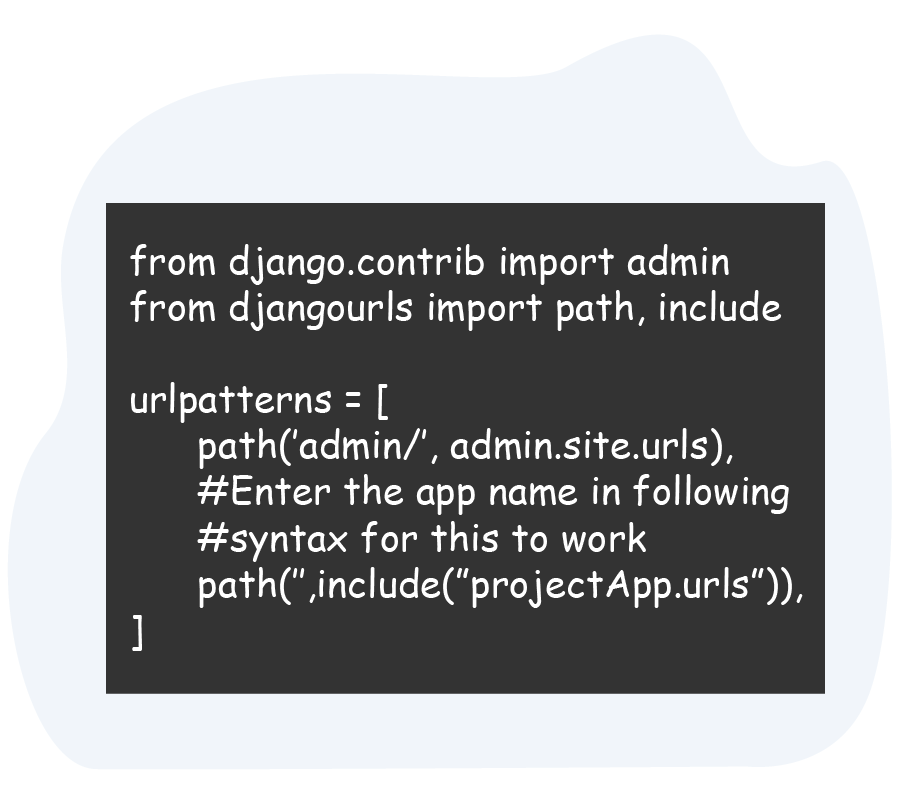 from django.contrib import admin
from djangourls import path, include
urlpatterns = [
path('admin/', admin.site.urls),
#Enter the app name in following
#syntax for this to work
path('',include("projectApp.urls")),
]